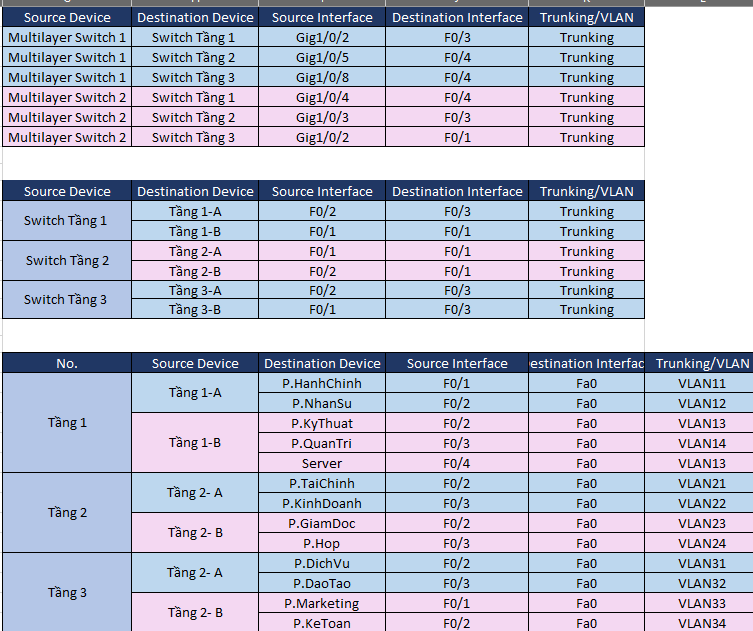 Source Device Destination Device Source Interface Destination Interface Trunking/VLAN
Multilayer Switch 1 Switch Tầng 1 Gig1/0/2 F0/3 Trunking
Multilayer Switch 1 Switch Tầng 2 Gig1/0/5 F0/4 Trunking
Multilayer Switch 1 Switch Tầng 3 Gig1/0/8 F0/4 Trunking
Multilayer Switch 2 Switch Tầng 1 Gig1/0/4 F0/4 Trunking
Multilayer Switch 2 Switch Tầng 2 Gig1/0/3 F0/3 Trunking
Multilayer Switch 2 Switch Tầng 3 Gig1/0/2 F0/1 Trunking
Source Device Destination Device Source Interface Destination Interface Trunking/VLAN
Switch Tầng 1 Tầng 1-A F0/2 F0/3 Trunking
Tầng 1-B F0/1 F0/1 Trunking
Switch Tầng 2 Tầng 2-A F0/1 F0/1 Trunking
Tầng 2-B F0/2 F0/1 Trunking
Switch Tầng 3 Tầng 3-A F0/2 F0/3 Trunking
Tầng 3-B F0/1 F0/3 Trunking
No. Source Device Destination Device Source Interface estination Interfac Trunking/VLAN
Tầng 1 Tầng 1-A P.HanhChinh F0/1 Fa0 VLAN11
P.NhanSu F0/2 Fa0 VLAN12
Tầng 1-B P.KyThuat F0/2 Fa0 VLAN13
P.QuanTri F0/3 Fa0 VLAN14
Server F0/4 Fa0 VLAN13
Tầng 2 Tầng 2- A P.TaiChinh F0/2 Fa0 VLAN21
P.KinhDoanh F0/3 Fa0 VLAN22
Tầng 2- B P.GiamDoc F0/2 Fa0 VLAN23
P.Hop F0/3 Fa0 VLAN24
Tầng 3 Tầng 2- A P.DichVu F0/2 Fa0 VLAN31
P.DaoTao F0/3 Fa0 VLAN32
Tầng 2- B P.Marketing F0/1 Fa0 VLAN33
P.KeToan F0/2 Fa0 VLAN34